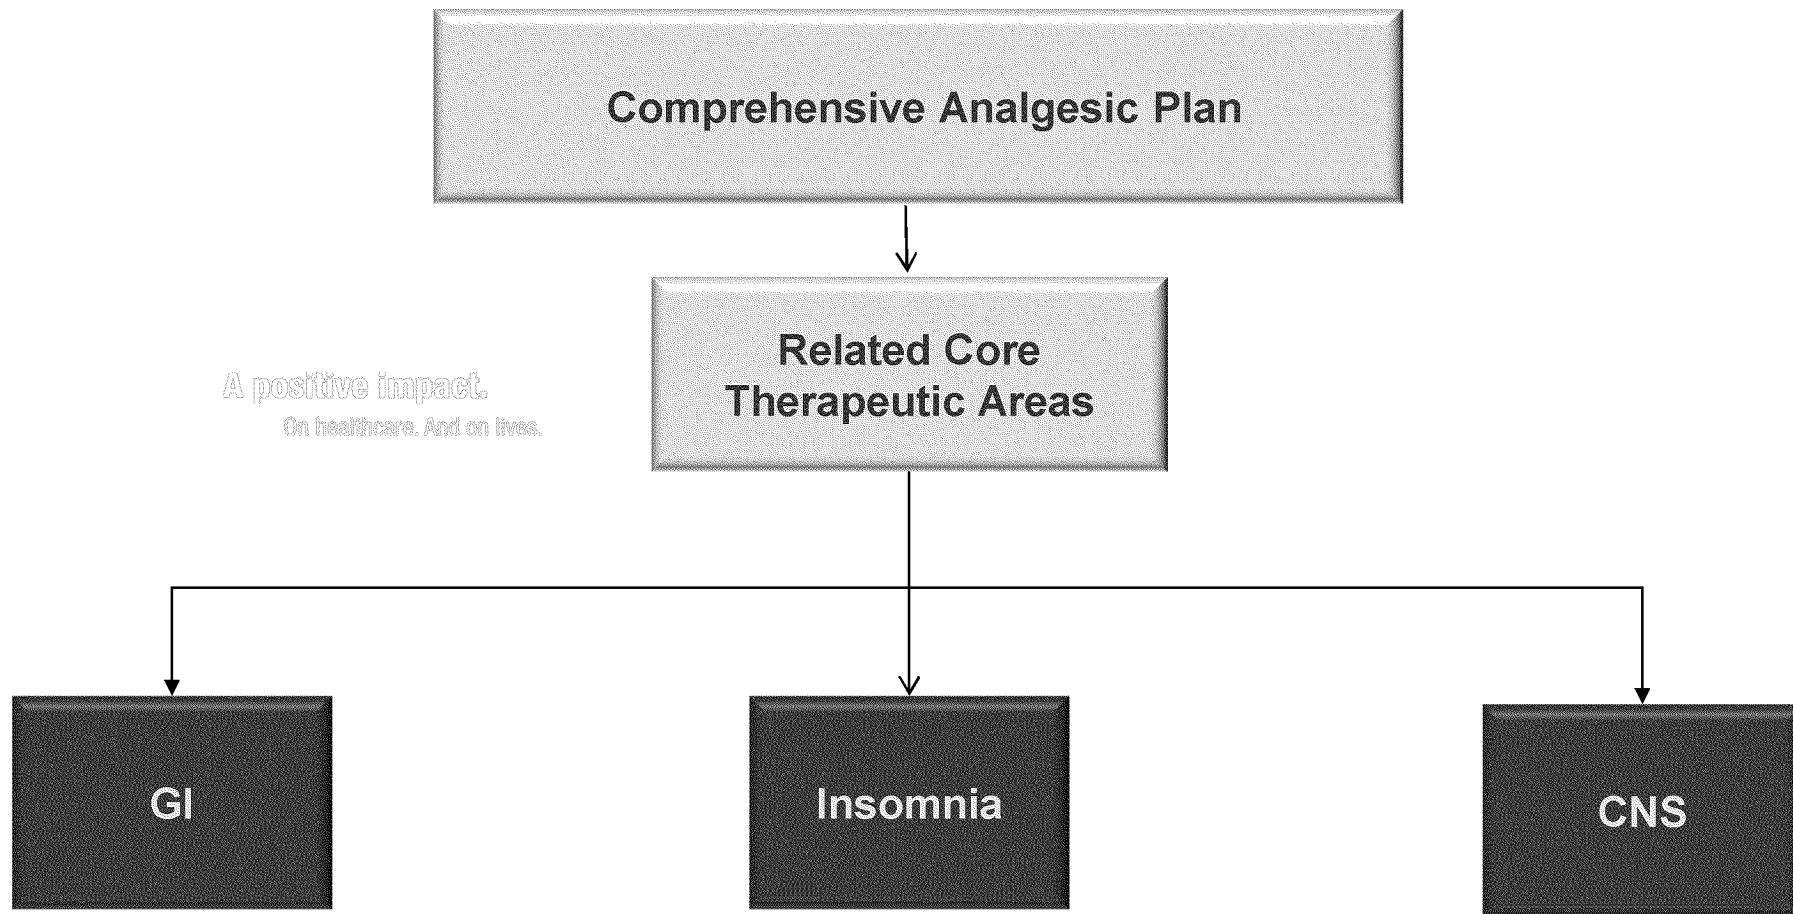 Comprehensive Analgesic Plan
Related Core
Therapeutic Areas
A positive impact.
On healthcare. And on lives.
GI
Insomnia
CNS